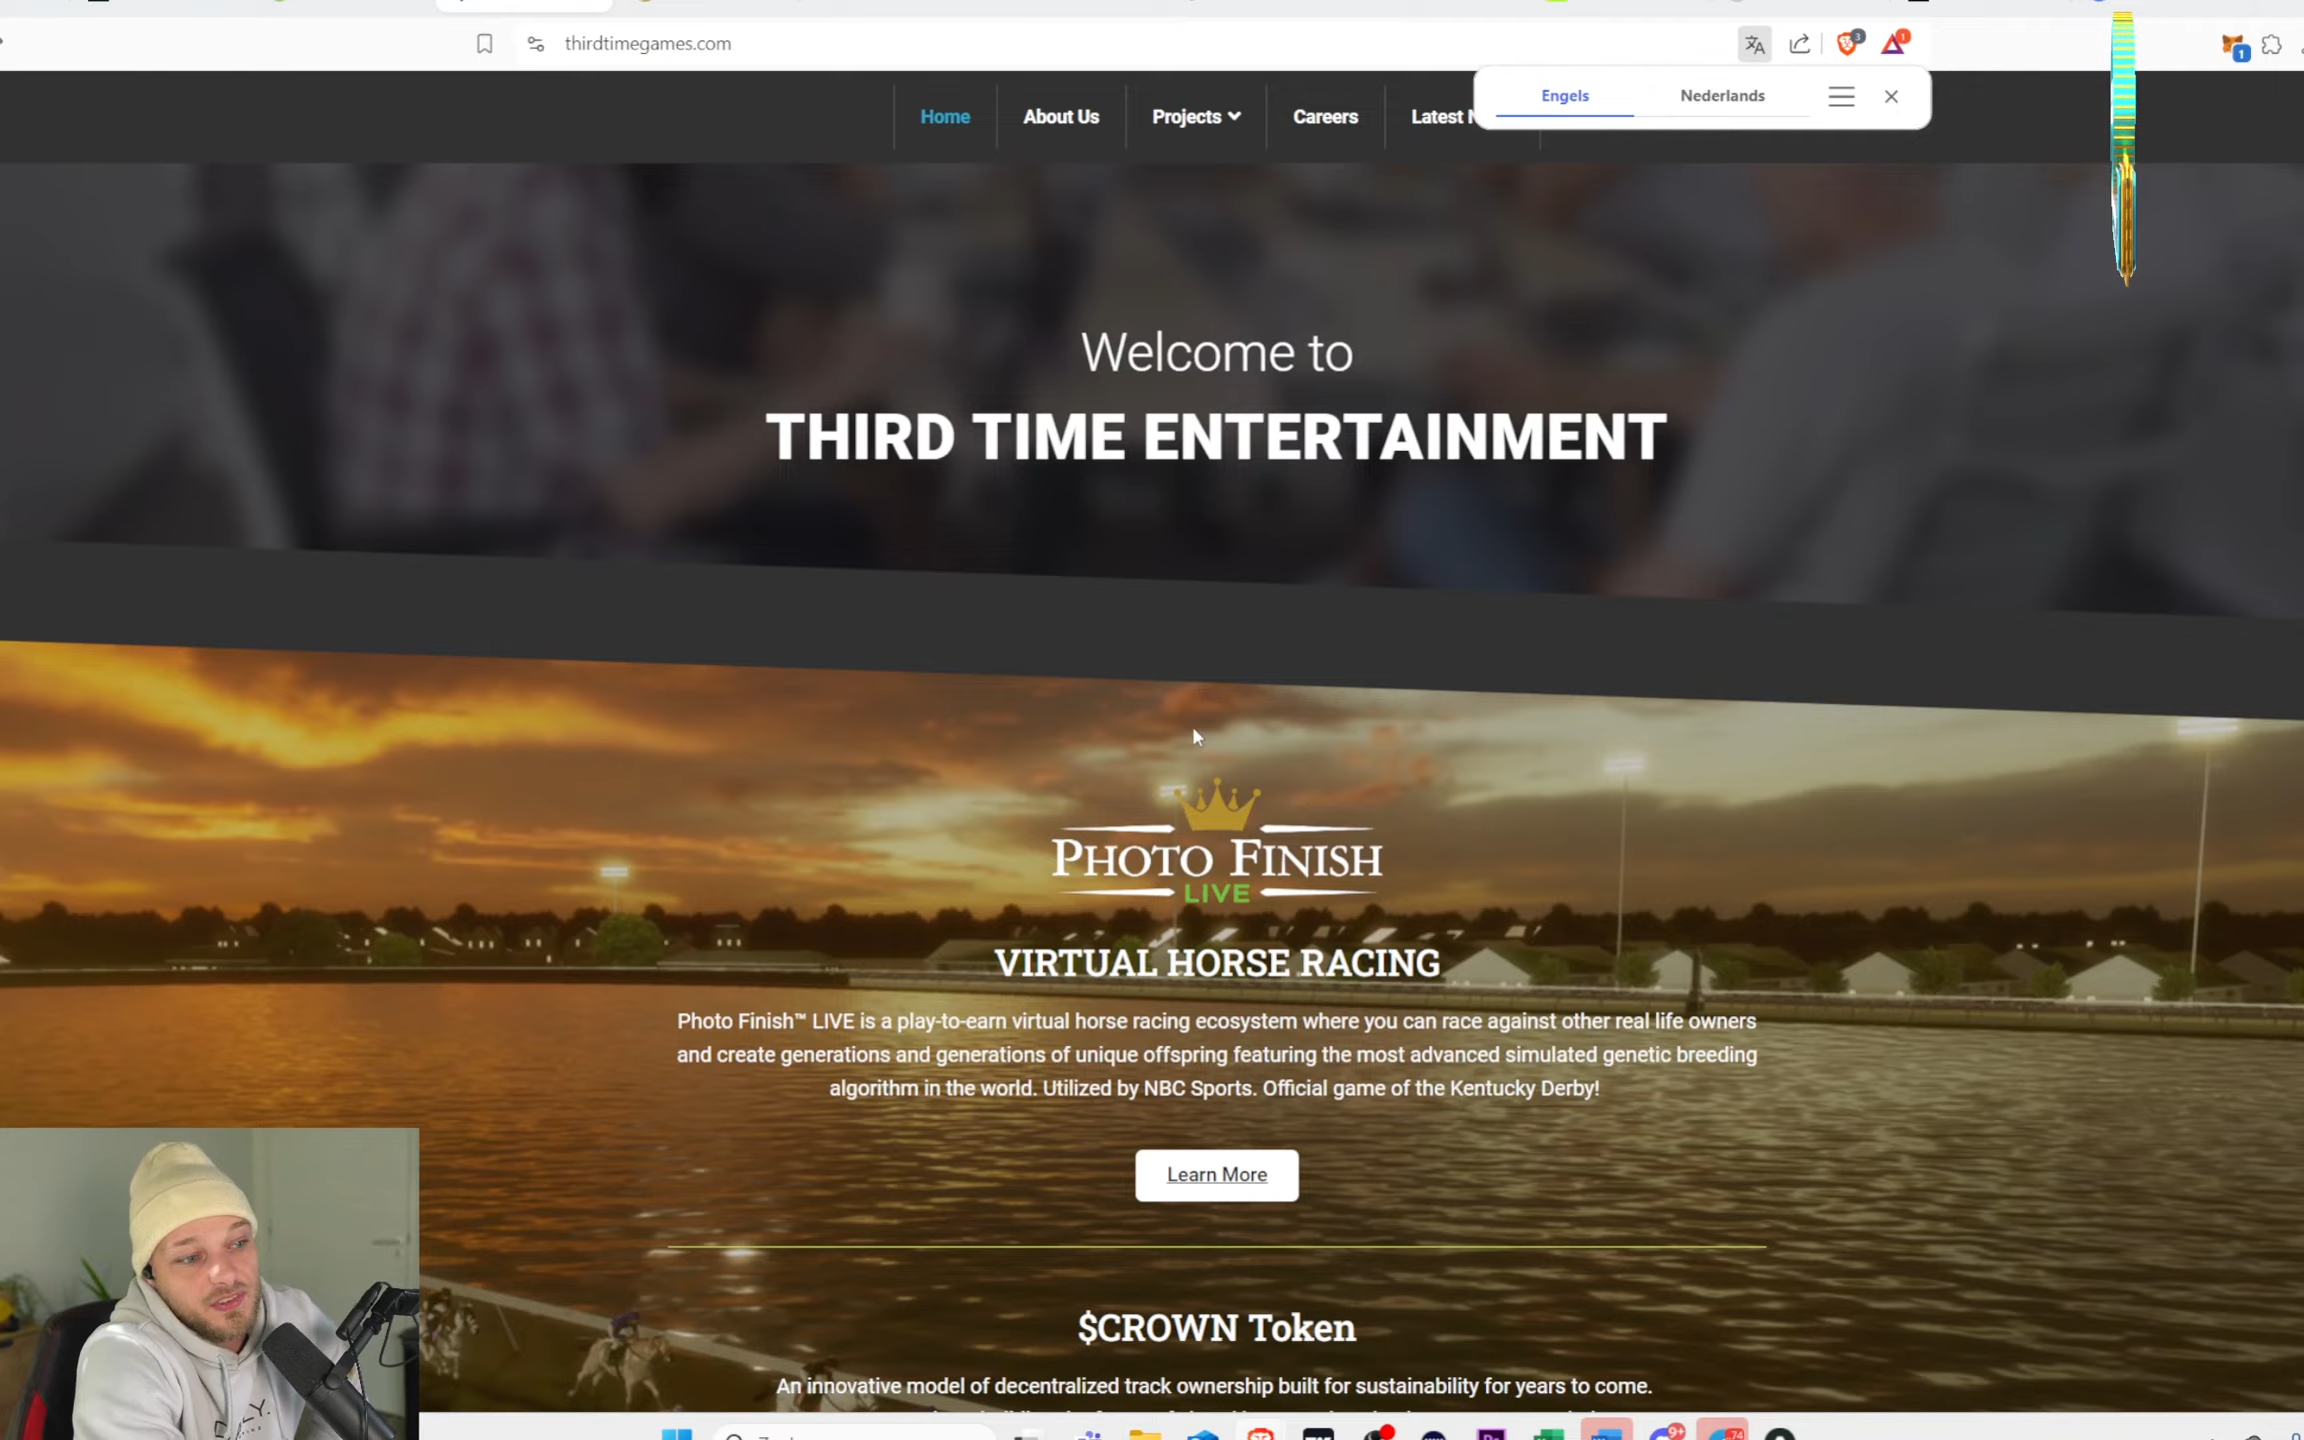 thirdtimegames.com
Engels
Nederlands
Home
About Us
Projects
Careers
Latest
Welcome to
THIRD TIME ENTERTAINMENT
PHOTO FINISH
LIVE
VIRTUAL HORSE RACING
Photo Finish™ LIVE is a play-to-earn virtual horse racing ecosystem where you can race against other real life owners
and create generations and generations of unique offspring featuring the most advanced simulated genetic breeding
algorithm in the world. Utilized by NBC Sports. Official game of the Kentucky Derby!
Learn More
$CROWN Token
An innovative model of decentralized track ownership built for sustainability for years to come.